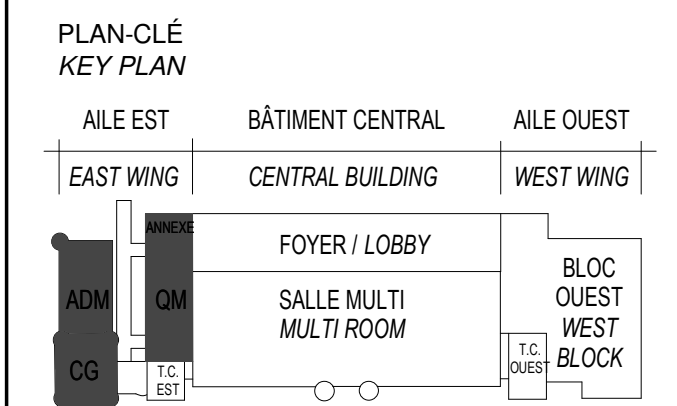 PLAN-CLÉ
KEY PLAN
AILE EST
BÂTIMENT CENTRAL
AILE OUEST
EAST WING
CENTRAL BUILDING
WEST WING
ANNEXE
FOYER / LOBBY
ADM
QM
SALLE MULTI
MULTI ROOM
BLOC
OUEST
WEST
BLOCK
CG
T.C.
EST
T.C.
OUEST